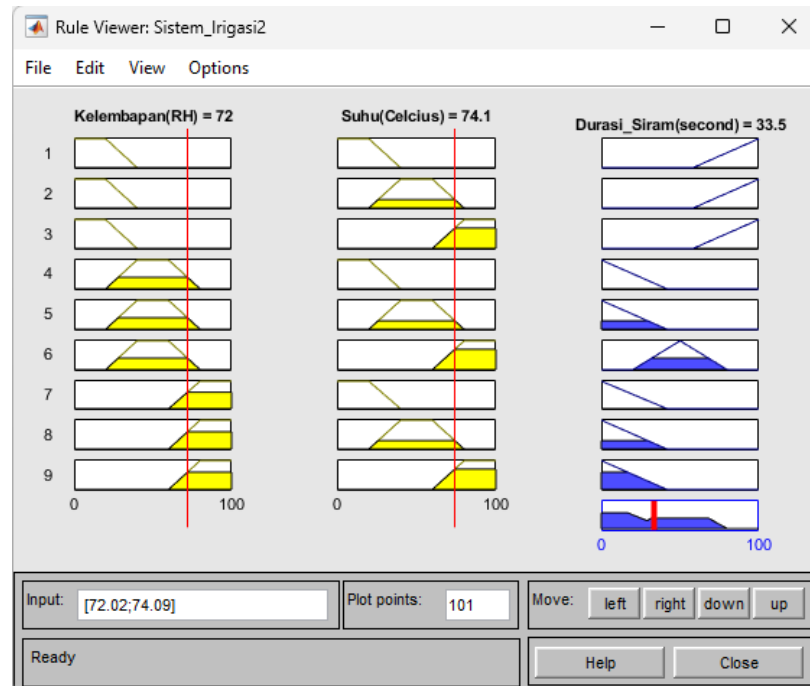 Rule Viewer: Sistem_Irigasi2
File Edit View Options
Kelembapan(RH) = 72 Suhu(Celcius) = 74.1 Durasi_Siram(second) = 33.5
1
2
3
4
5
6
7
8
9
0 100 0 100
0 100
Input: [72.02;74.09] Plot points: 101 Move: left right down up
Ready Help Close